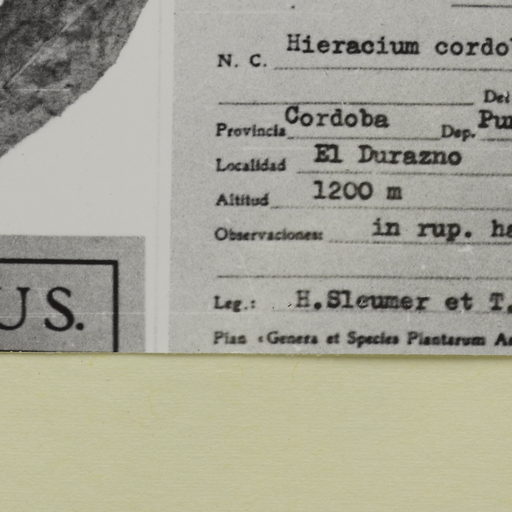 N. C. Hieracium cordo
Det
Provincia Cordoba Dep. Pu
Localidad El Durazno
Altitud 1200 m
Observaciones: in rup. ha
Leg.: H.Sleumer et T.
Plan «Genera et Species Plantarum A
US.